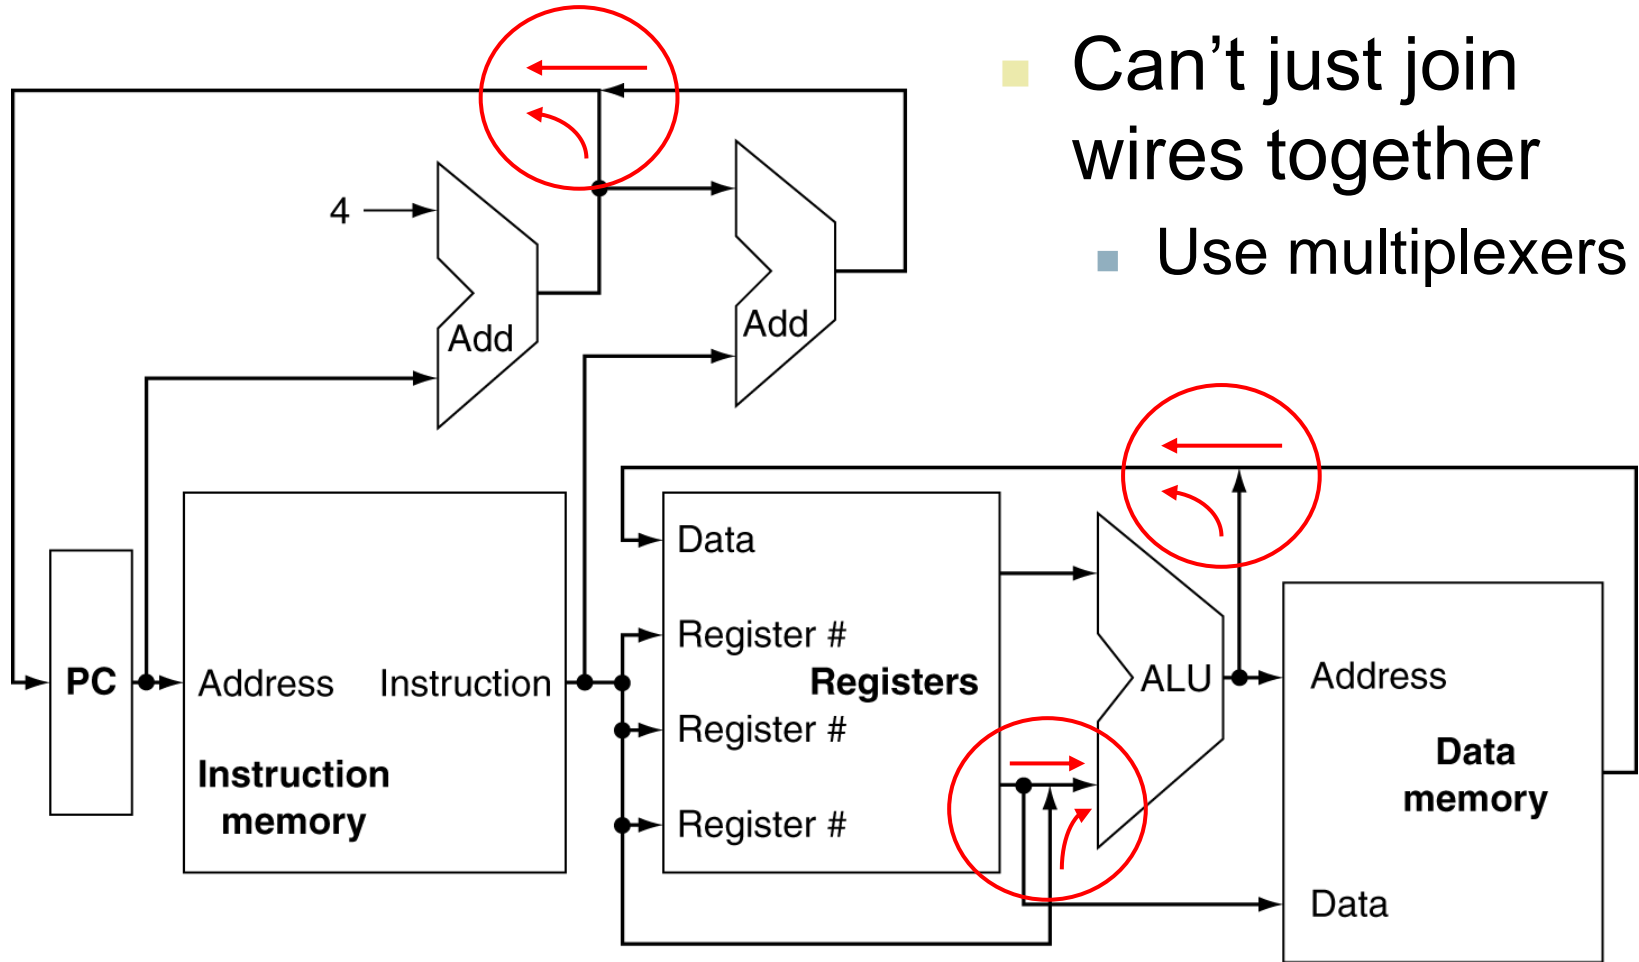 Can’t just join
wires together
Use multiplexers
4
Add
Add
Data
Register #
PC
Address
Instruction
Registers
ALU
Address
Register #
Instruction
memory
Data
memory
Register #
Data